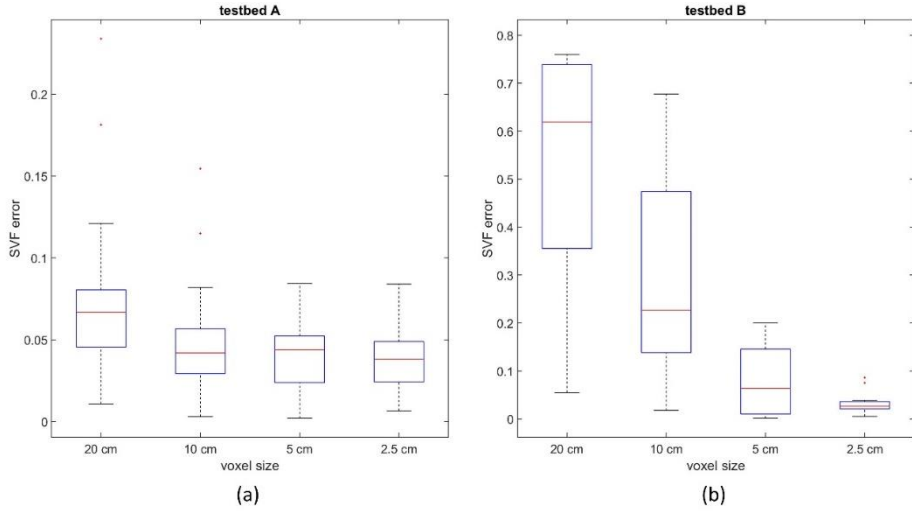 testbed A
0.2
0.15
0.1
0.05
0
SVF error
20 cm
10 cm
5 cm
2.5 cm
voxel size
(a)
testbed B
0.8
0.7
0.6
0.5
0.4
0.3
0.2
0.1
0
SVF error
20 cm
10 cm
5 cm
2.5 cm
voxel size
(b)